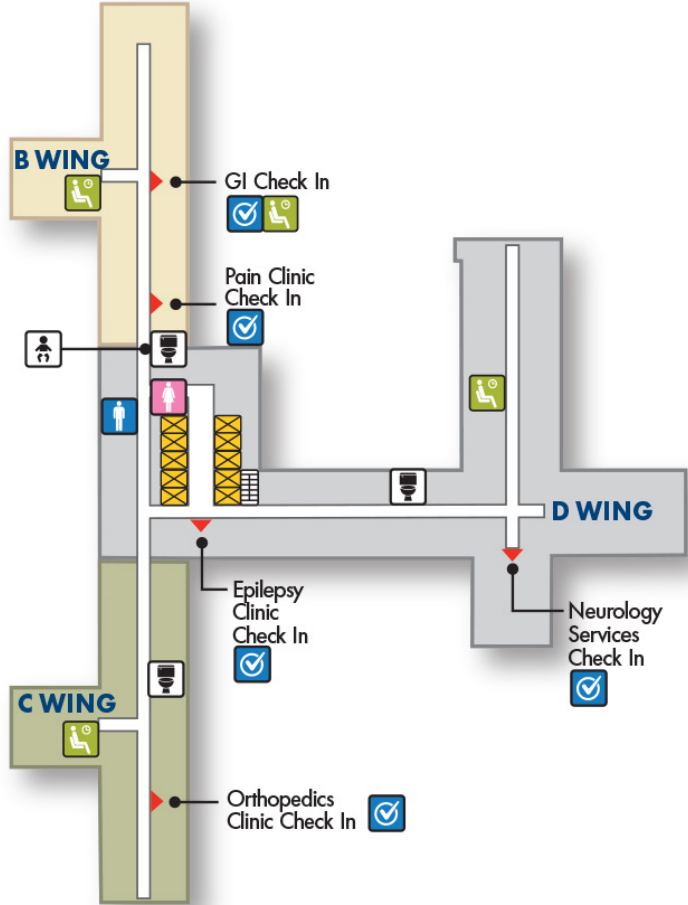 B WING
GI Check In
Pain Clinic
Check In
D WING
Epilepsy
Clinic
Check In
Neurology
Services
Check In
C WING
Orthopedics
Clinic Check In